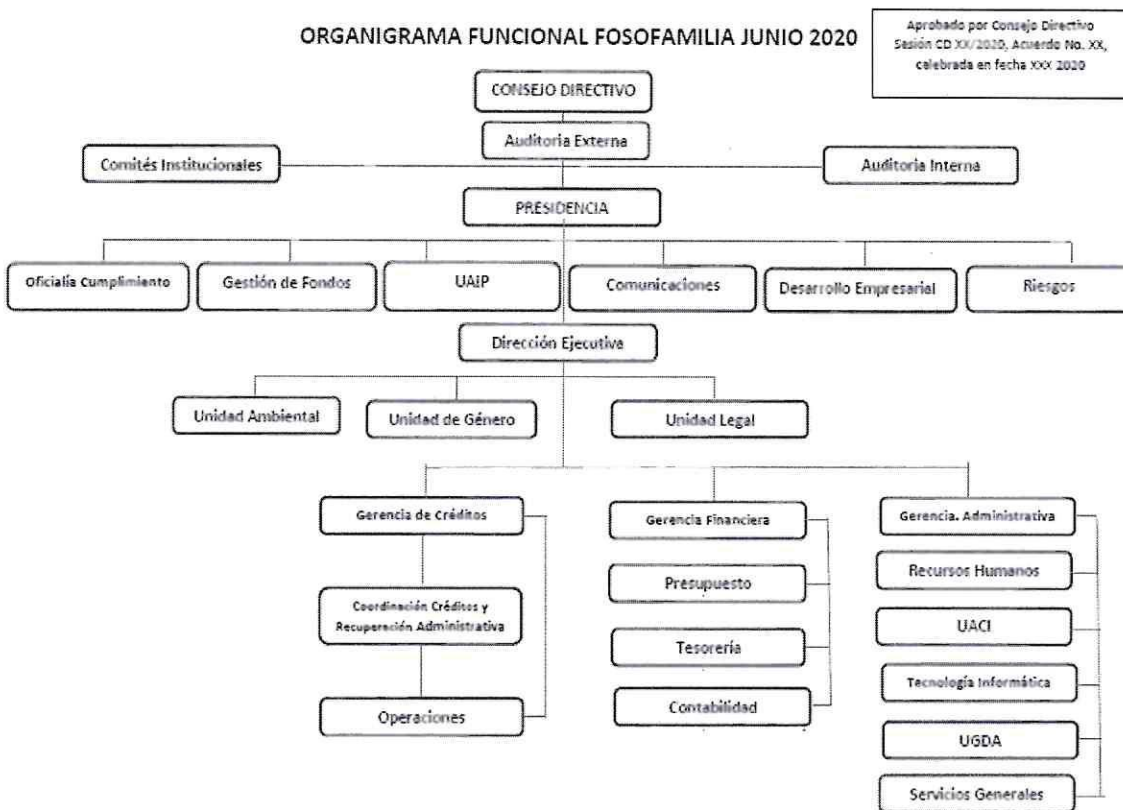 ORGANIGRAMA FUNCIONAL FOSOFAMILIA JUNIO 2020
Aprobado por Consejo Directivo
Sesión CD XX/2020, Acuerdo No. XX,
celebrada en fecha XXX 2020
CONSEJO DIRECTIVO
Auditoria Externa
Comités Institucionales
Auditoria Interna
PRESIDENCIA
Oficialía Cumplimiento
Gestión de Fondos
UAIP
Comunicaciones
Desarrollo Empresarial
Riesgos
Dirección Ejecutiva
Unidad Ambiental
Unidad de Género
Unidad Legal
Gerencia de Créditos
Gerencia Financiera
Gerencia. Administrativa
Recursos Humanos
Presupuesto
Coordinación Créditos y
Recuperación Administrativa
UACI
Tesorería
Tecnología Informática
Contabilidad
Operaciones
UGDA
Servicios Generales